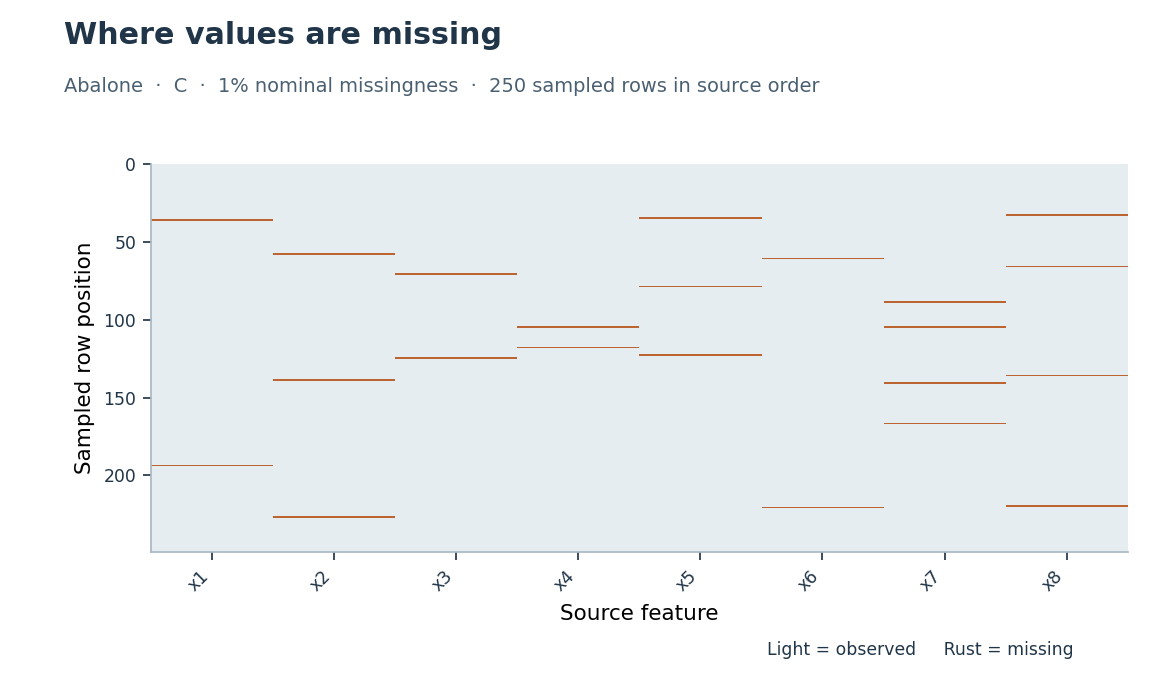 Where values are missing
Abalone · C · 1% nominal missingness · 250 sampled rows in source order
0
50
100
150
200
Sampled row position
x1 x2 x3 x4 x5 x6 x7 x8
Source feature
Light = observed Rust = missing